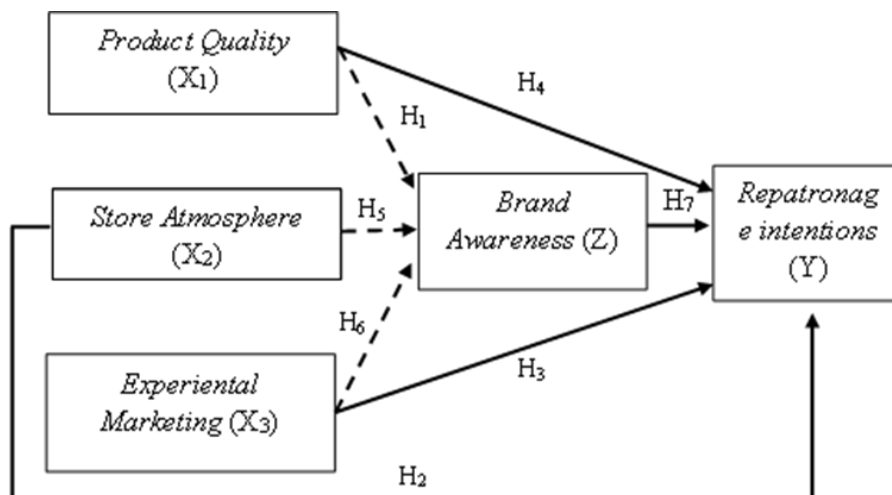 Product Quality
(X₁)
H₄
H₁
Store Atmosphere
(X₂)
H₅
Brand
Awareness (Z)
H₇
Repatronag
e intentions
(Y)
H₆
Experiental
Marketing (X₃)
H₃
H₂